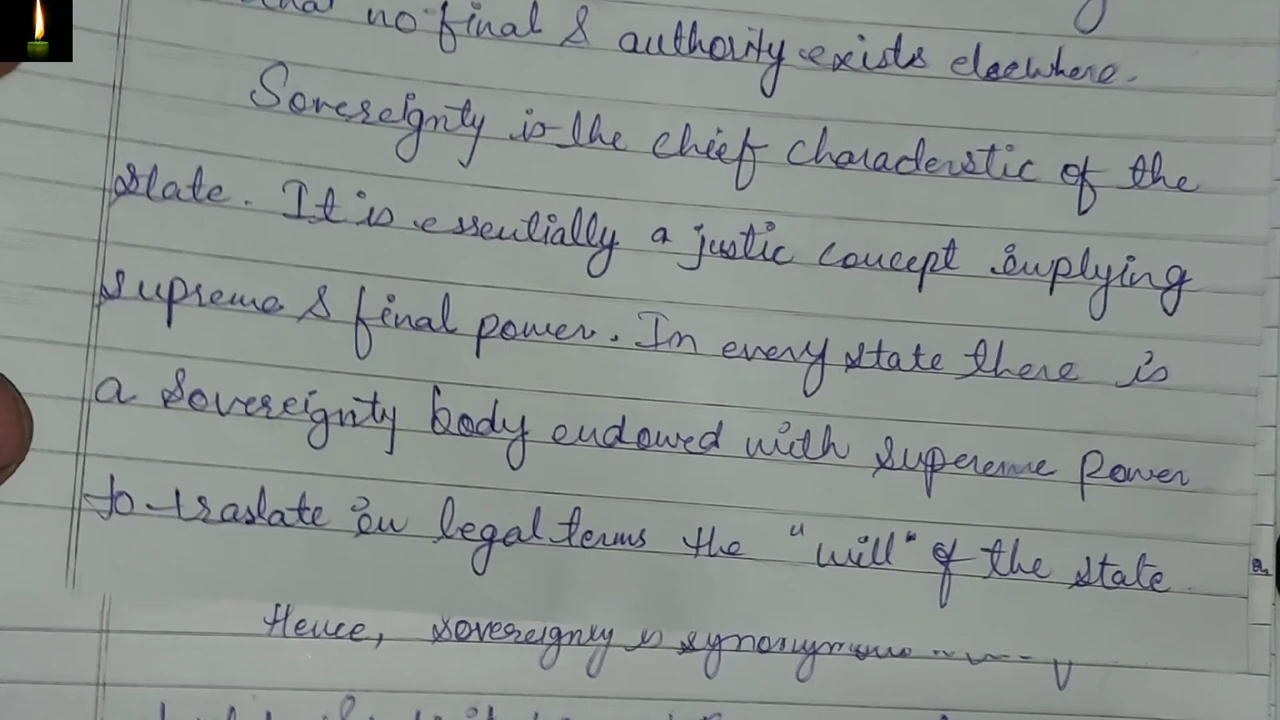 no final & authority exists elsewhere.
Sovereignty is the chief characterstic of the
state. It is essentially a justic concept implying
supreme & final power. In every state there is
a Sovereignty body endowed with supereme power
to traslate in legal terms the "will" of the state
Hence, sovereignty is synonymous